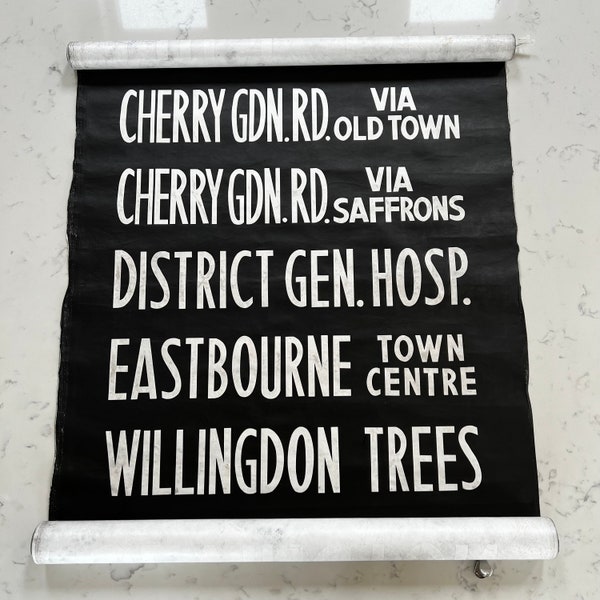 CHERRY GDN.RD. VIA OLD TOWN
CHERRY GDN.RD. VIA SAFFRONS
DISTRICT GEN. HOSP.
EASTBOURNE TOWN CENTRE
WILLINGDON TREES